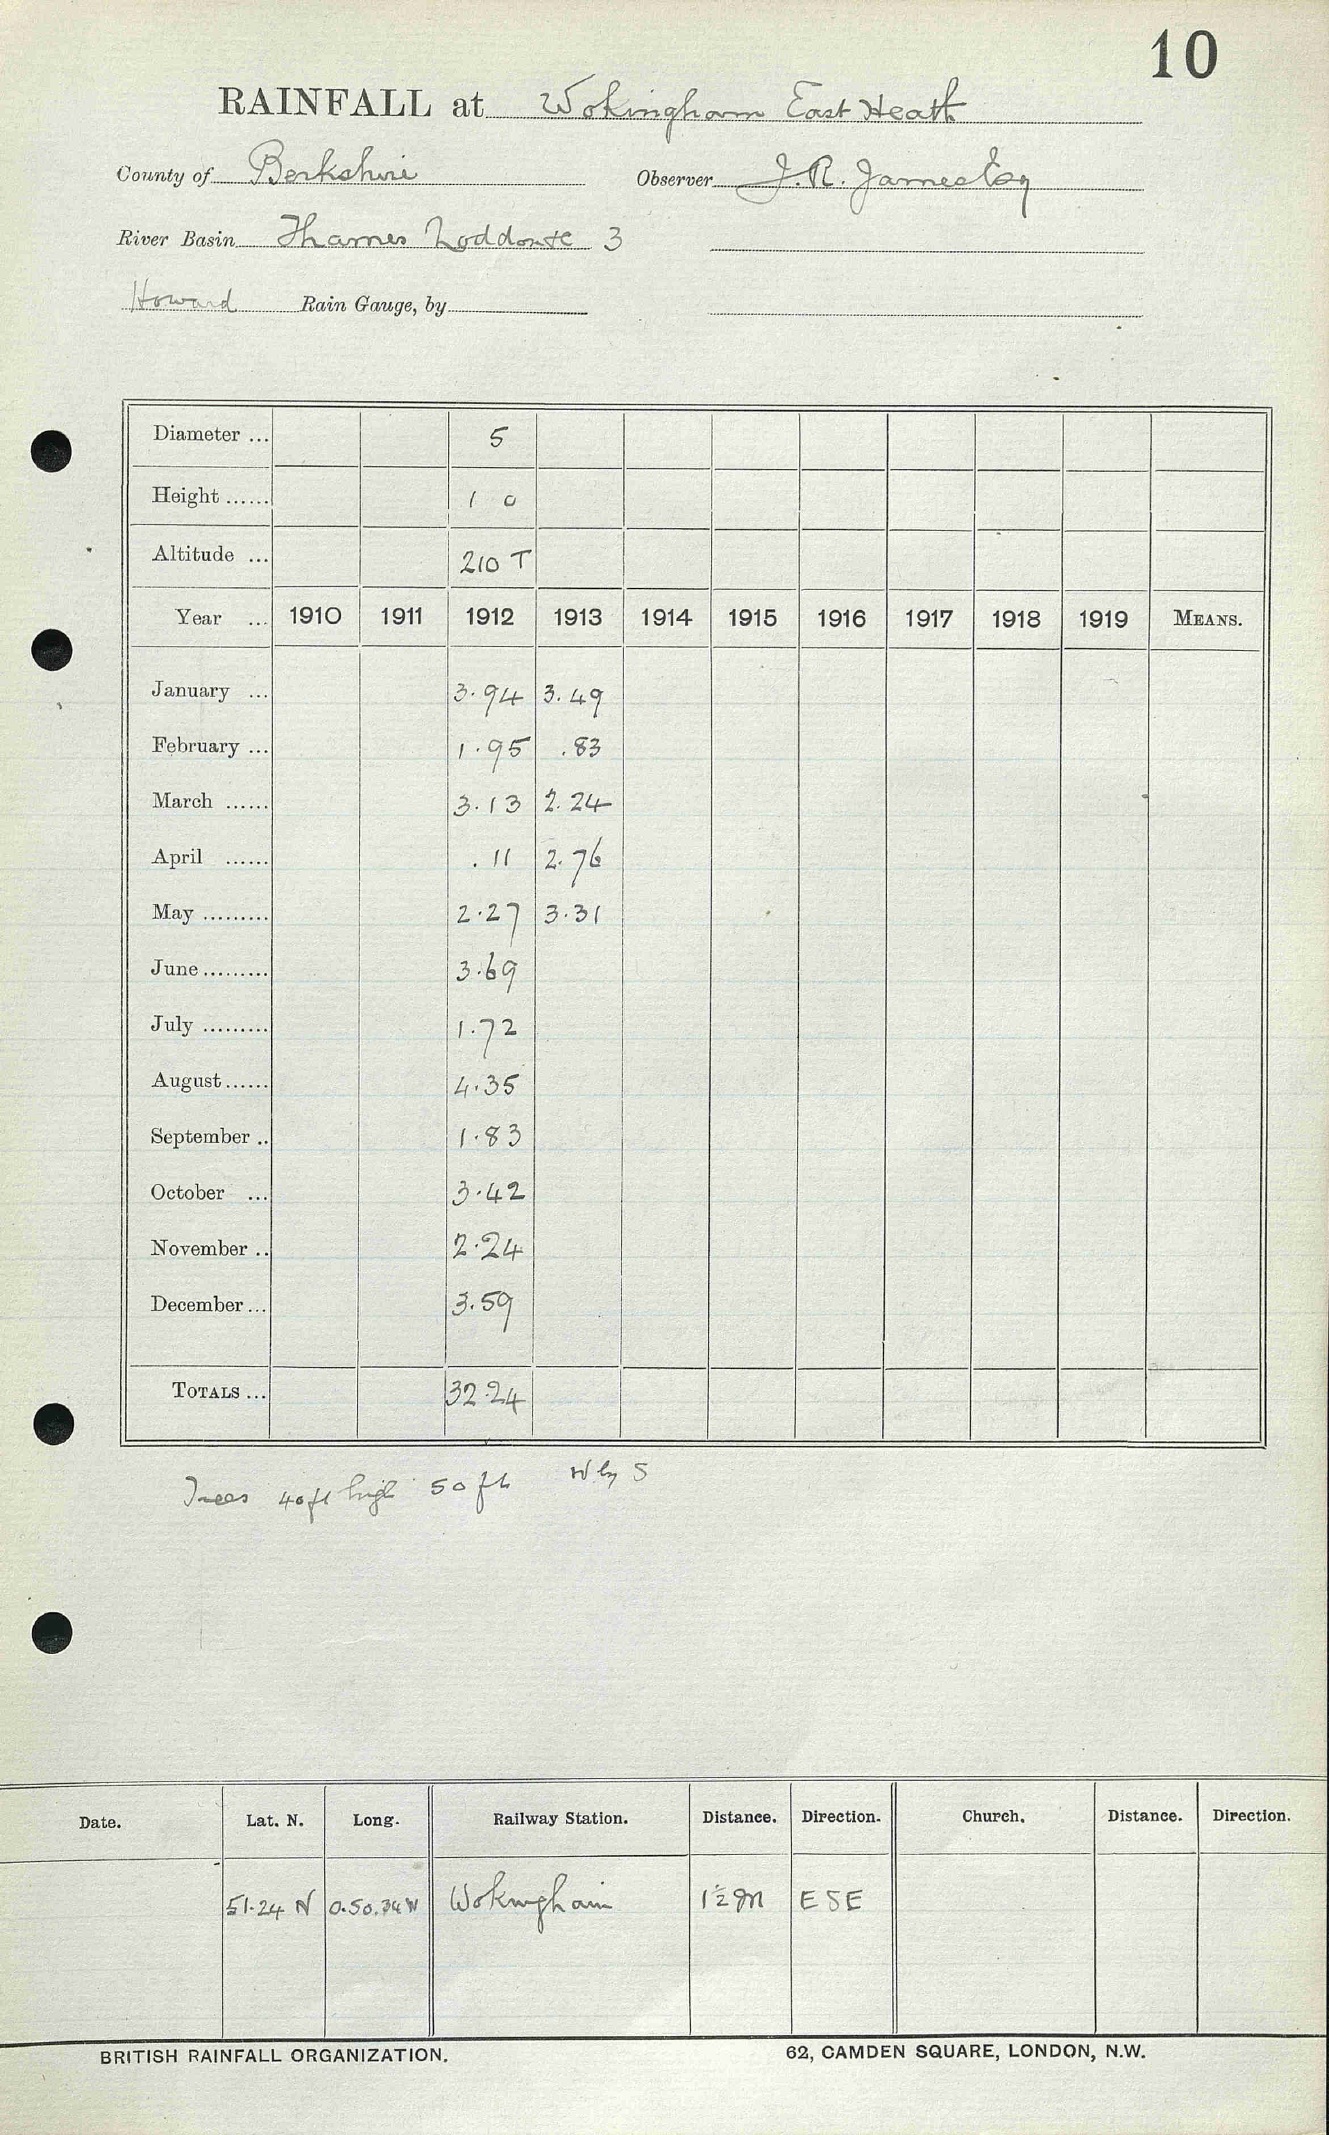 10
RAINFALL at Wokingham East Heath
County of Berkshire Observer J. R. James Esq
River Basin Thames Loddon &c 3
Howard Rain Gauge, by
Diameter ... 5
Height ...... 1 0
Altitude ... 210 T
Year ... 1910 1911 1912 1913 1914 1915 1916 1917 1918 1919 MEANS.
January ... 3.94 3.49
February ... 1.95 .83
March ...... 3.13 2.24
April ...... .11 2.76
May ......... 2.27 3.31
June ......... 3.69
July ......... 1.72
August ...... 4.35
September .. 1.83
October ... 3.42
November .. 2.24
December ... 3.59
TOTALS ... 32.24
Trees 40 ft high 50 ft W by S
Date. Lat. N. Long. Railway Station. Distance. Direction. Church. Distance. Direction.
51.24 N 0.50.34 W Wokingham 1½ m ESE
BRITISH RAINFALL ORGANIZATION. 62, CAMDEN SQUARE, LONDON, N.W.